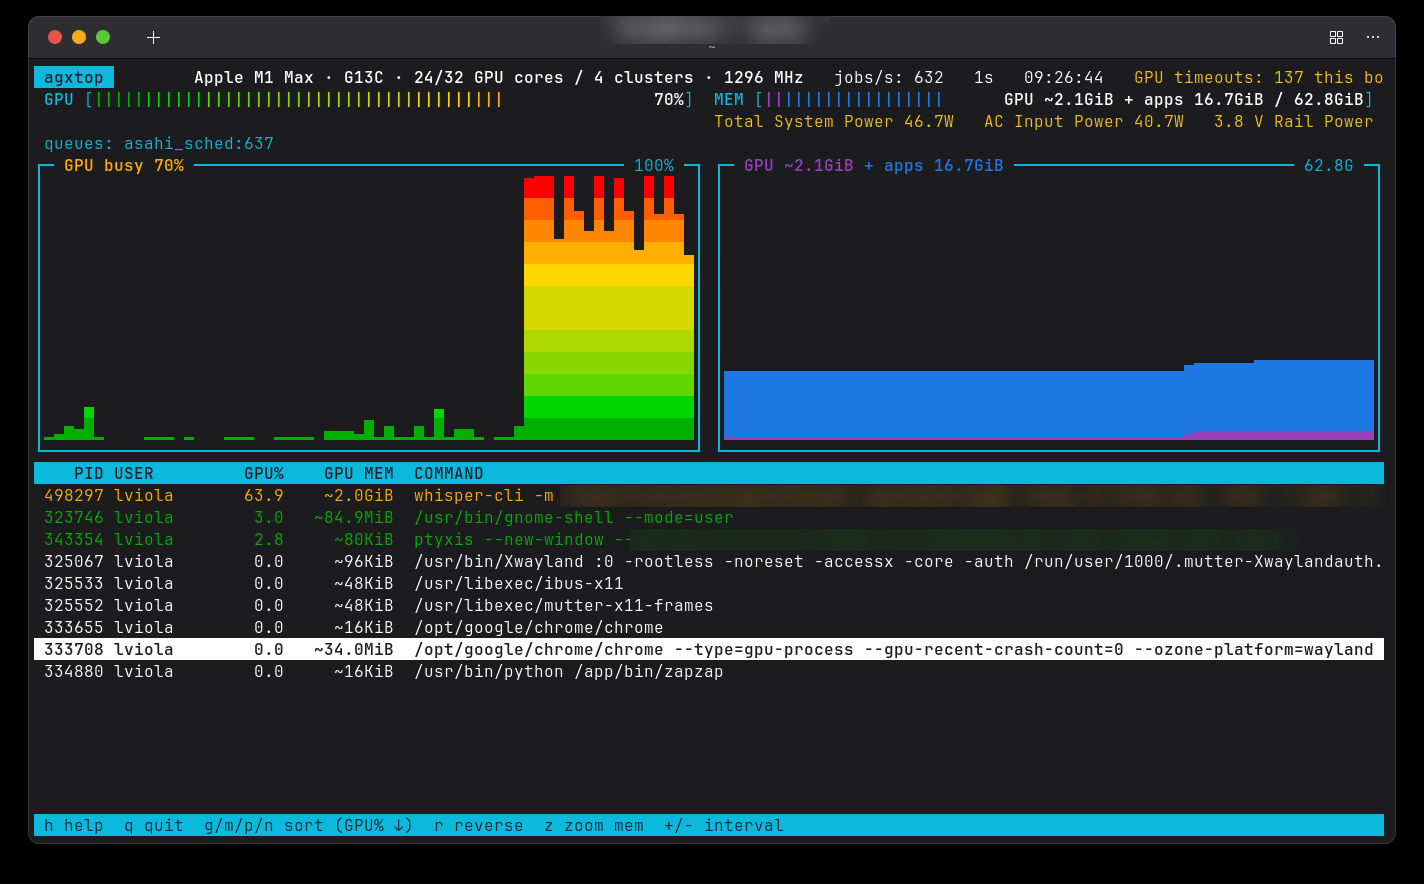 ~
agxtop Apple M1 Max · G13C · 24/32 GPU cores / 4 clusters · 1296 MHz jobs/s: 632 1s 09:26:44 GPU timeouts: 137 this bo
GPU [||||||||||||||||||||||||||||||||||||||||| 70%] MEM [|||||||||||||||||| GPU ~2.1GiB + apps 16.7GiB / 62.8GiB]
Total System Power 46.7W AC Input Power 40.7W 3.8 V Rail Power
queues: asahi_sched:637
GPU busy 70% 100% GPU ~2.1GiB + apps 16.7GiB 62.8G
PID USER GPU% GPU MEM COMMAND
498297 lviola 63.9 ~2.0GiB whisper-cli -m
323746 lviola 3.0 ~84.9MiB /usr/bin/gnome-shell --mode=user
343354 lviola 2.8 ~80KiB ptyxis --new-window --
325067 lviola 0.0 ~96KiB /usr/bin/Xwayland :0 -rootless -noreset -accessx -core -auth /run/user/1000/.mutter-Xwaylandauth.
325533 lviola 0.0 ~48KiB /usr/libexec/ibus-x11
325552 lviola 0.0 ~48KiB /usr/libexec/mutter-x11-frames
333655 lviola 0.0 ~16KiB /opt/google/chrome/chrome
333708 lviola 0.0 ~34.0MiB /opt/google/chrome/chrome --type=gpu-process --gpu-recent-crash-count=0 --ozone-platform=wayland
334880 lviola 0.0 ~16KiB /usr/bin/python /app/bin/zapzap
h help q quit g/m/p/n sort (GPU% ↓) r reverse z zoom mem +/- interval